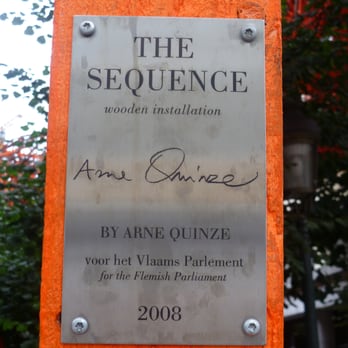 THE
SEQUENCE
wooden installation
Arne Quinze
BY ARNE QUINZE
voor het Vlaams Parlement
for the Flemish Parliament
2008